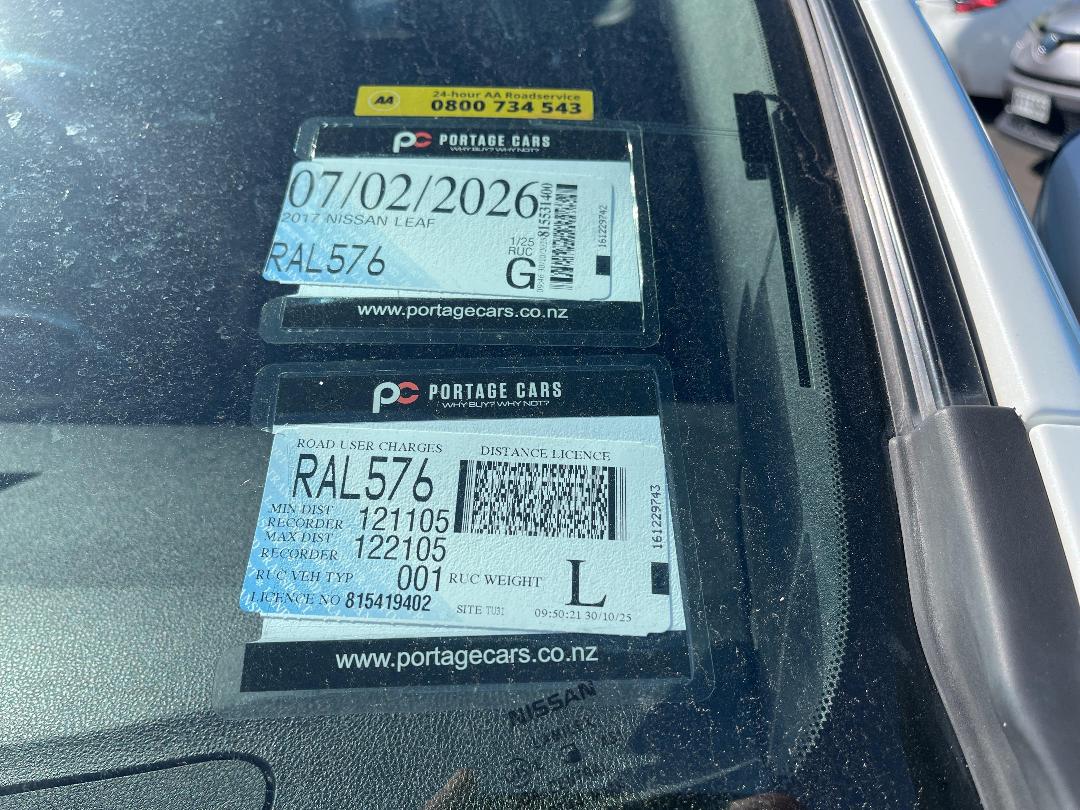 AA
24-hour AA Roadservice
0800 734 543
PC PORTAGE CARS
WHY BUY? WHY NOT?
07/02/2026
2017 NISSAN LEAF
RAL576
1/25
RUC
G
815531400
161229742
www.portagecars.co.nz
PC PORTAGE CARS
WHY BUY? WHY NOT?
ROAD USER CHARGES DISTANCE LICENCE
RAL576
MIN DIST
RECORDER 121105
MAX DIST
RECORDER 122105
RUC VEH TYP 001 RUC WEIGHT L
LICENCE NO 815419402 SITE TU31 09:50:21 30/10/25
161229743
www.portagecars.co.nz
NISSAN